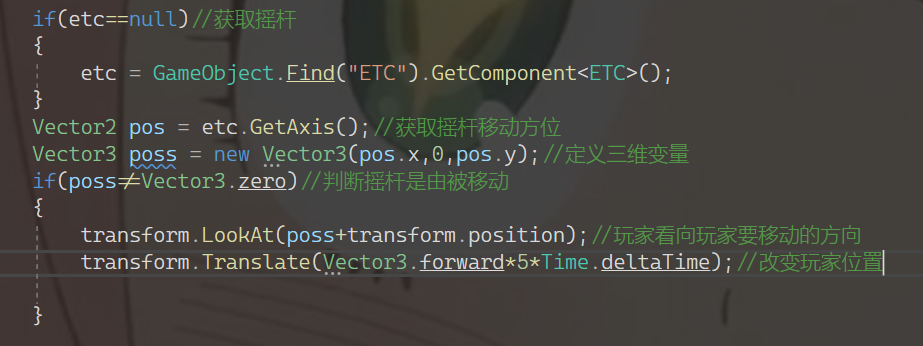 if(etc==null)//获取摇杆
{
etc = GameObject.Find("ETC").GetComponent<ETC>();
}
Vector2 pos = etc.GetAxis();//获取摇杆移动方位
Vector3 poss = new Vector3(pos.x,0,pos.y);//定义三维变量
if(poss≠Vector3.zero)//判断摇杆是由被移动
{
transform.LookAt(poss+transform.position);//玩家看向玩家要移动的方向
transform.Translate(Vector3.forward*5*Time.deltaTime);//改变玩家位置
}